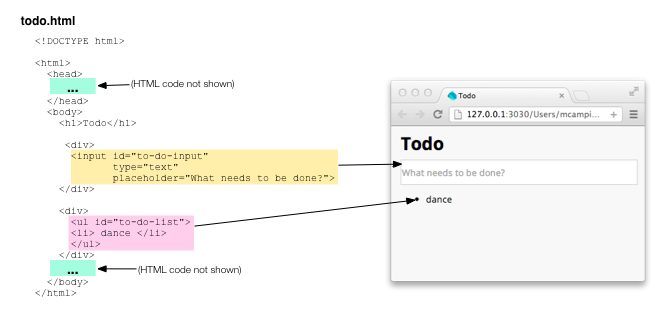 todo.html
<!DOCTYPE html>
<html>
<head>
... (HTML code not shown)
</head>
<body>
<h1>Todo</h1>
<div>
<input id="to-do-input"
type="text"
placeholder="What needs to be done?">
</div>
<div>
<ul id="to-do-list">
<li> dance </li>
</ul>
</div>
... (HTML code not shown)
</body>
</html>
Todo
127.0.0.1:3030/Users/mcampi...
Todo
What needs to be done?
dance